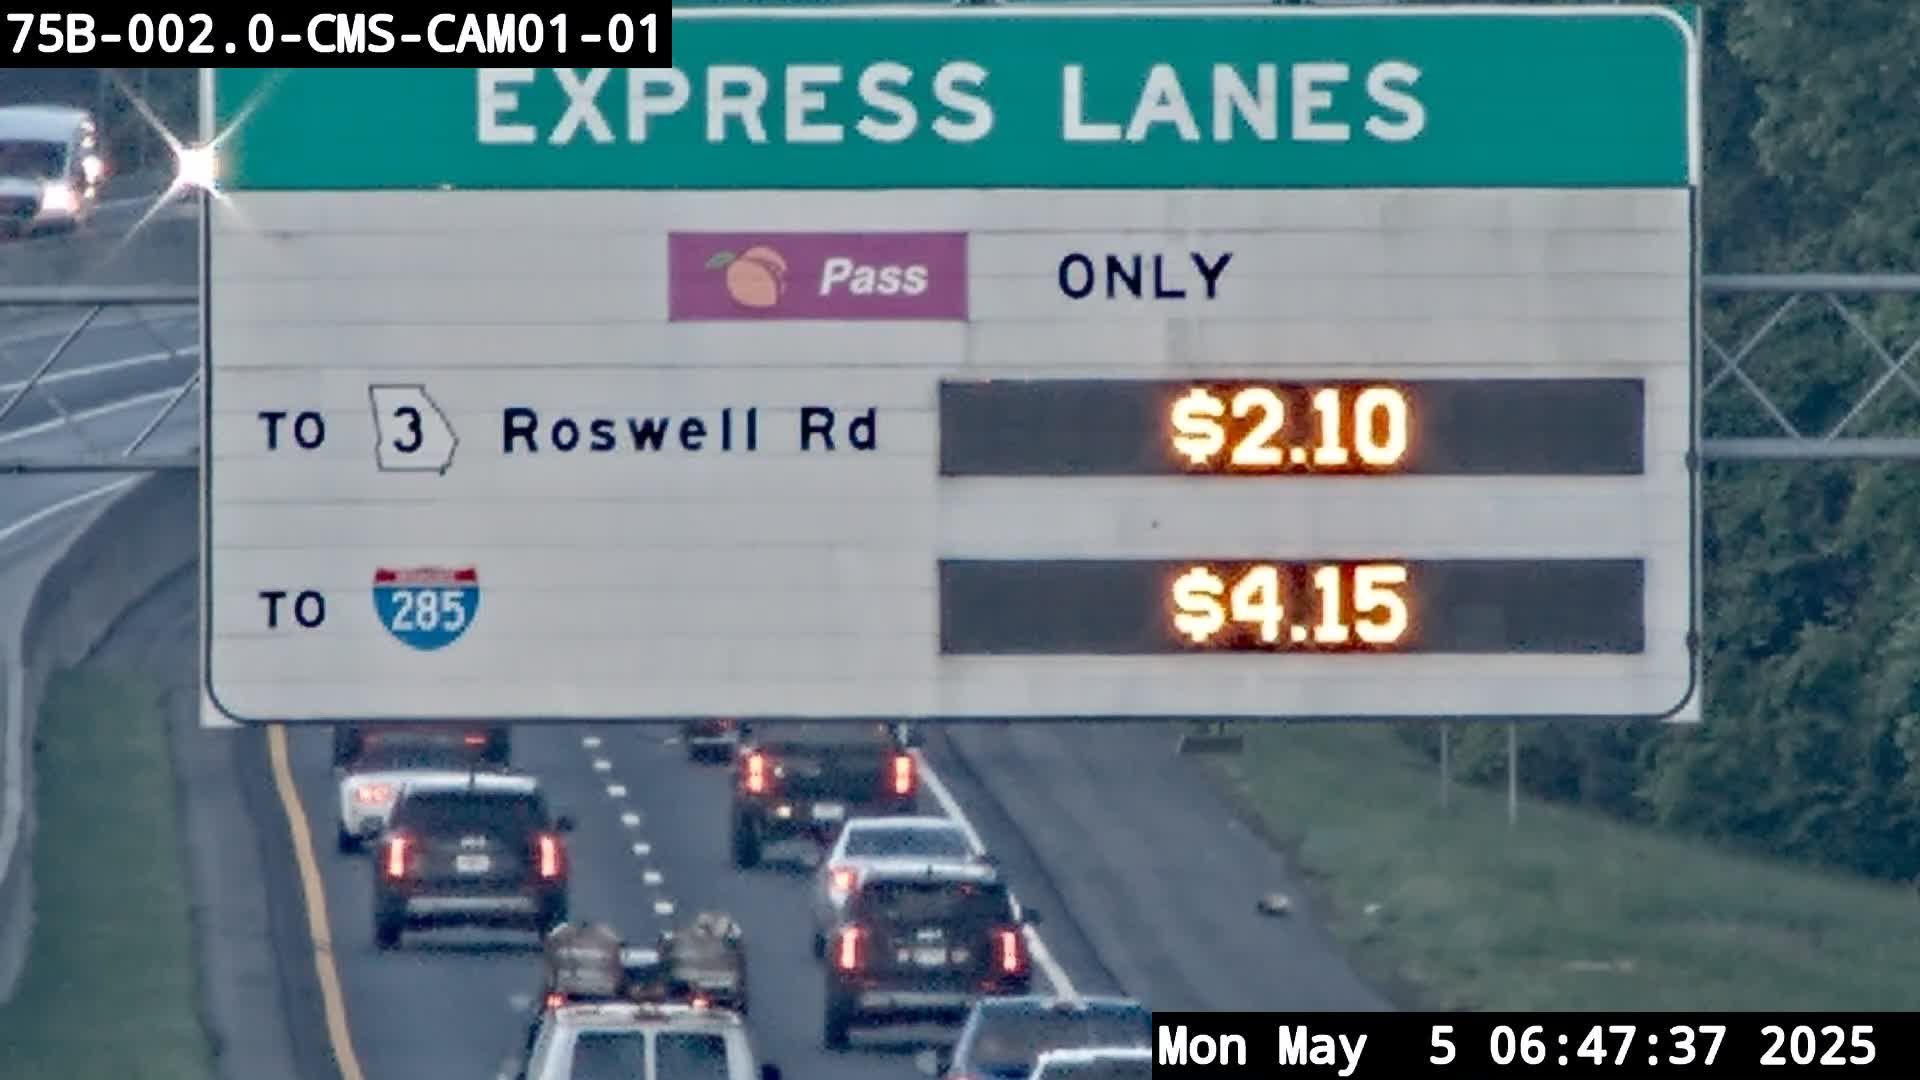 75B-002.0-CMS-CAM01-01
EXPRESS LANES
Pass ONLY
TO 3 Roswell Rd $2.10
TO 285 $4.15
Mon May 5 06:47:37 2025